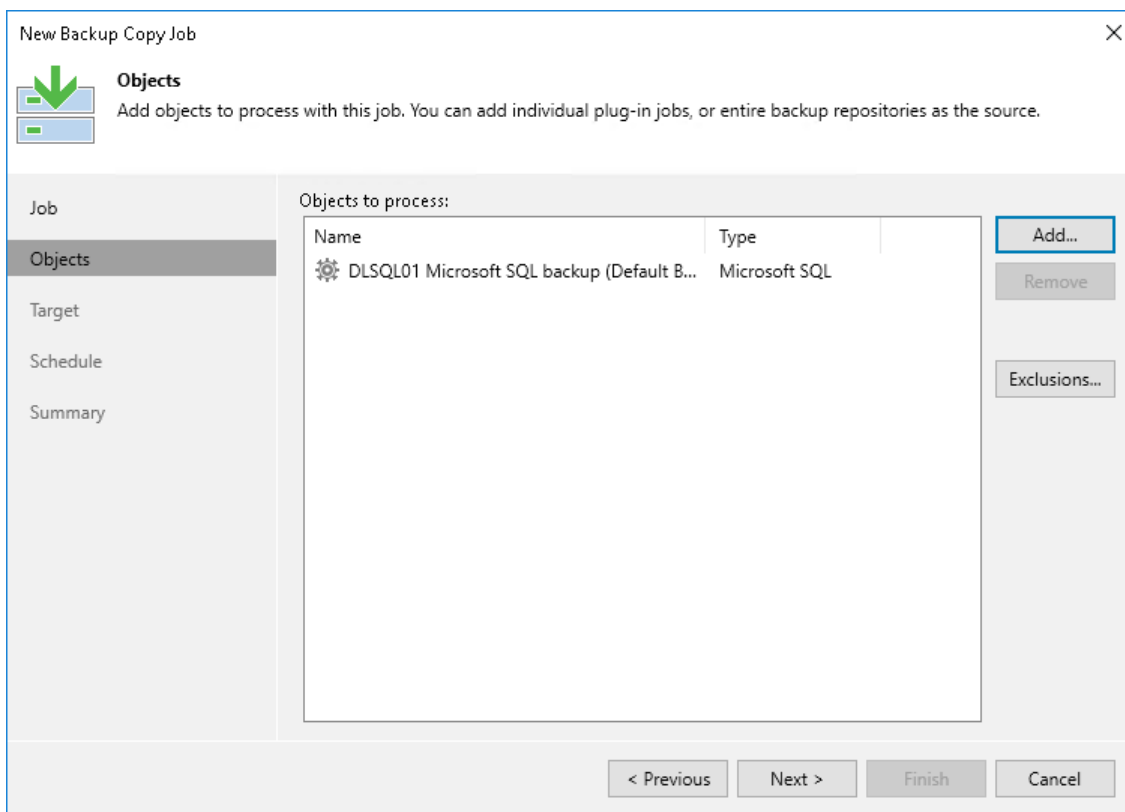 New Backup Copy Job
Objects
Add objects to process with this job. You can add individual plug-in jobs, or entire backup repositories as the source.
Job
Objects
Target
Schedule
Summary
Objects to process:
Name Type
DLSQL01 Microsoft SQL backup (Default B... Microsoft SQL
Add...
Remove
Exclusions...
< Previous Next > Finish Cancel